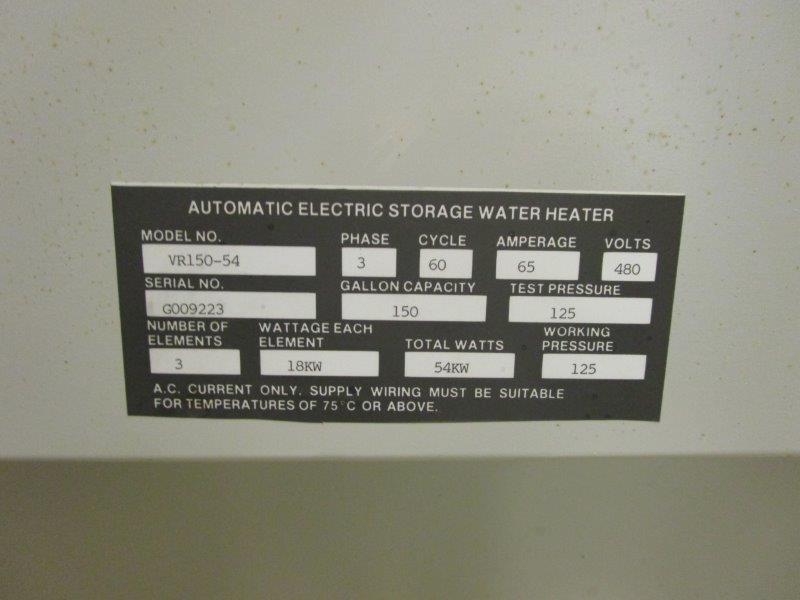 AUTOMATIC ELECTRIC STORAGE WATER HEATER
MODEL NO. PHASE CYCLE AMPERAGE VOLTS
VR150-54 3 60 65 480
SERIAL NO. GALLON CAPACITY TEST PRESSURE
G009223 150 125
NUMBER OF ELEMENTS WATTAGE EACH ELEMENT TOTAL WATTS WORKING PRESSURE
3 18KW 54KW 125
A.C. CURRENT ONLY. SUPPLY WIRING MUST BE SUITABLE
FOR TEMPERATURES OF 75°C OR ABOVE.